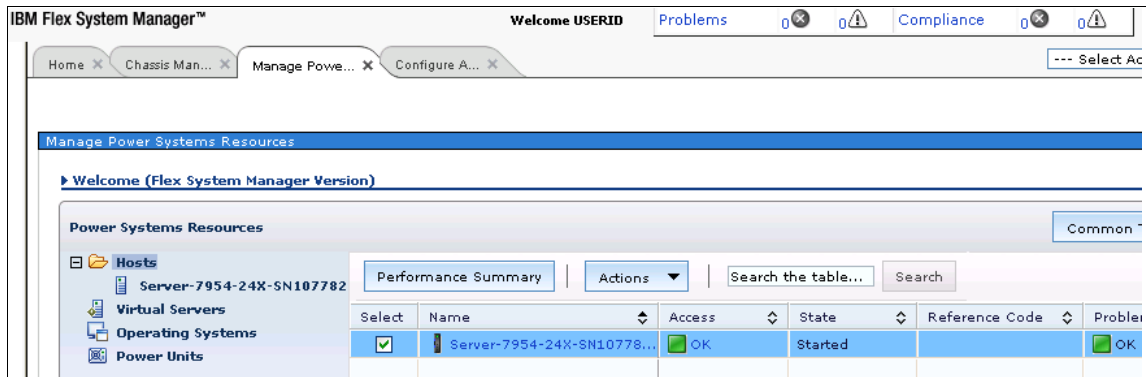 IBM Flex System Manager™ Welcome USERID Problems 0 0 Compliance 0 0
Home Chassis Man... Manage Powe... Configure A... --- Select Ac
Manage Power Systems Resources
Welcome (Flex System Manager Version)
Power Systems Resources Common T
Hosts
Server-7954-24X-SN107782
Virtual Servers
Operating Systems
Power Units
Performance Summary Actions Search the table... Search
Select Name Access State Reference Code Problem
Server-7954-24X-SN10778... OK Started OK